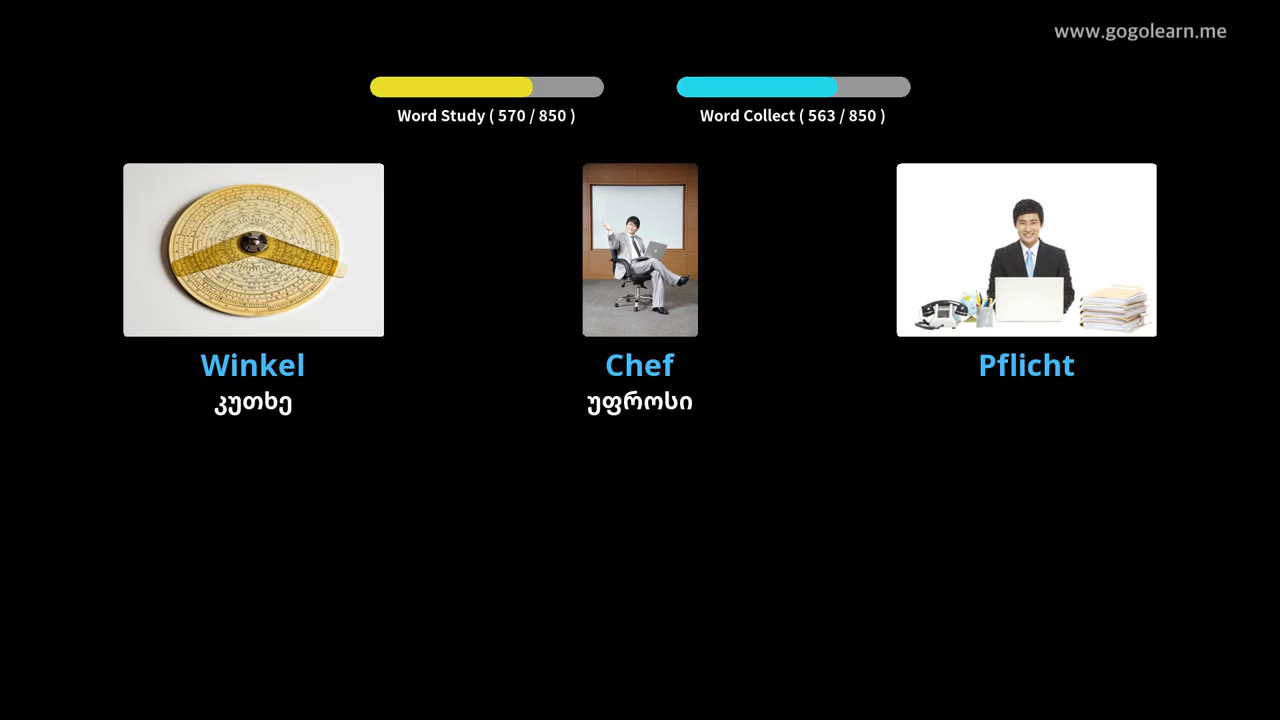 www.gogolearn.me
Word Study ( 570 / 850 )
Word Collect ( 563 / 850 )
Winkel
Chef
Pflicht
კუთხე
უფროსი